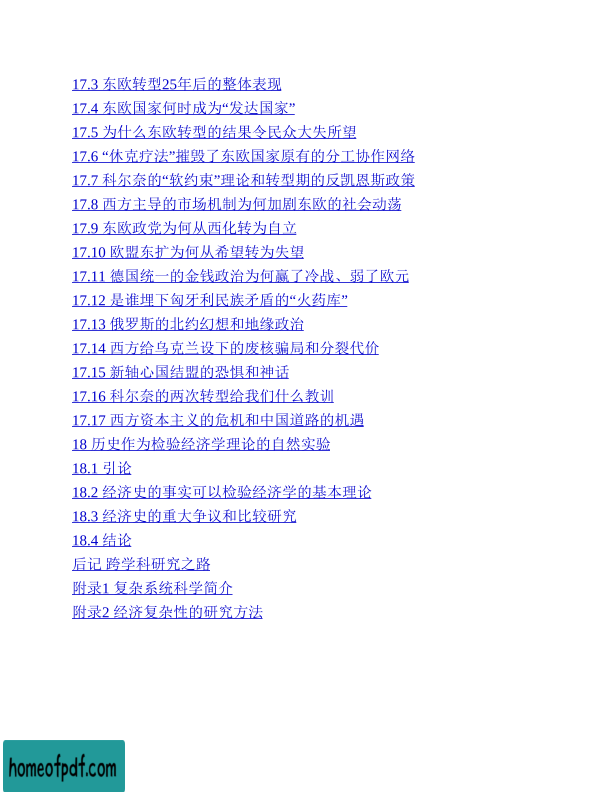 17.3 东欧转型25年后的整体表现
17.4 东欧国家何时成为“发达国家”
17.5 为什么东欧转型的结果令民众大失所望
17.6 “休克疗法”摧毁了东欧国家原有的分工协作网络
17.7 科尔奈的“软约束”理论和转型期的反凯恩斯政策
17.8 西方主导的市场机制为何加剧东欧的社会动荡
17.9 东欧政党为何从西化转为自立
17.10 欧盟东扩为何从希望转为失望
17.11 德国统一的金钱政治为何赢了冷战、弱了欧元
17.12 是谁埋下匈牙利民族矛盾的“火药库”
17.13 俄罗斯的北约幻想和地缘政治
17.14 西方给乌克兰设下的废核骗局和分裂代价
17.15 新轴心国结盟的恐惧和神话
17.16 科尔奈的两次转型给我们什么教训
17.17 西方资本主义的危机和中国道路的机遇
18 历史作为检验经济学理论的自然实验
18.1 引论
18.2 经济史的事实可以检验经济学的基本理论
18.3 经济史的重大争议和比较研究
18.4 结论
后记 跨学科研究之路
附录1 复杂系统科学简介
附录2 经济复杂性的研究方法
homeofpdf.com